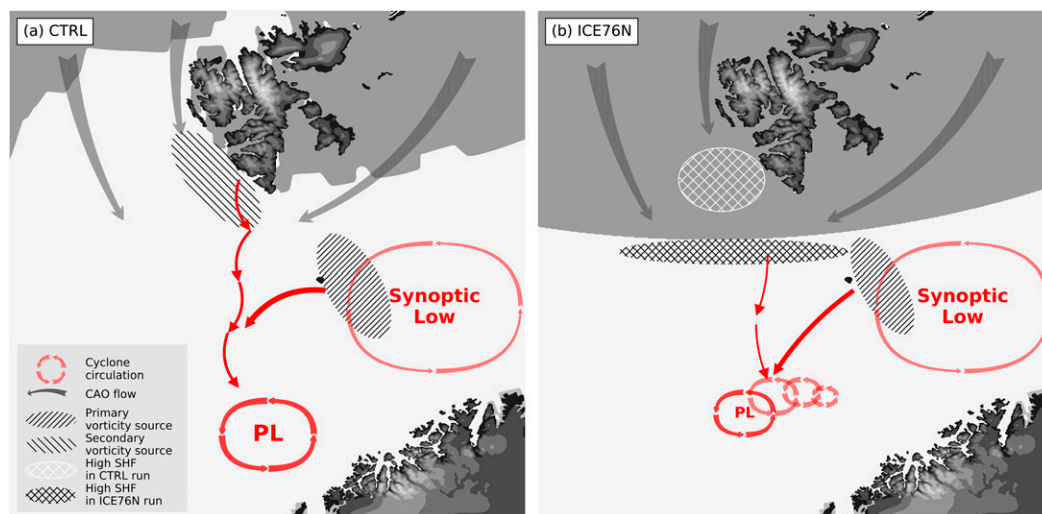 (a) CTRL
Synoptic
Low
PL
Cyclone
circulation
CAO flow
Primary
vorticity source
Secondary
vorticity source
High SHF
in CTRL run
High SHF
in ICE76N run
(b) ICE76N
Synoptic
Low
PL